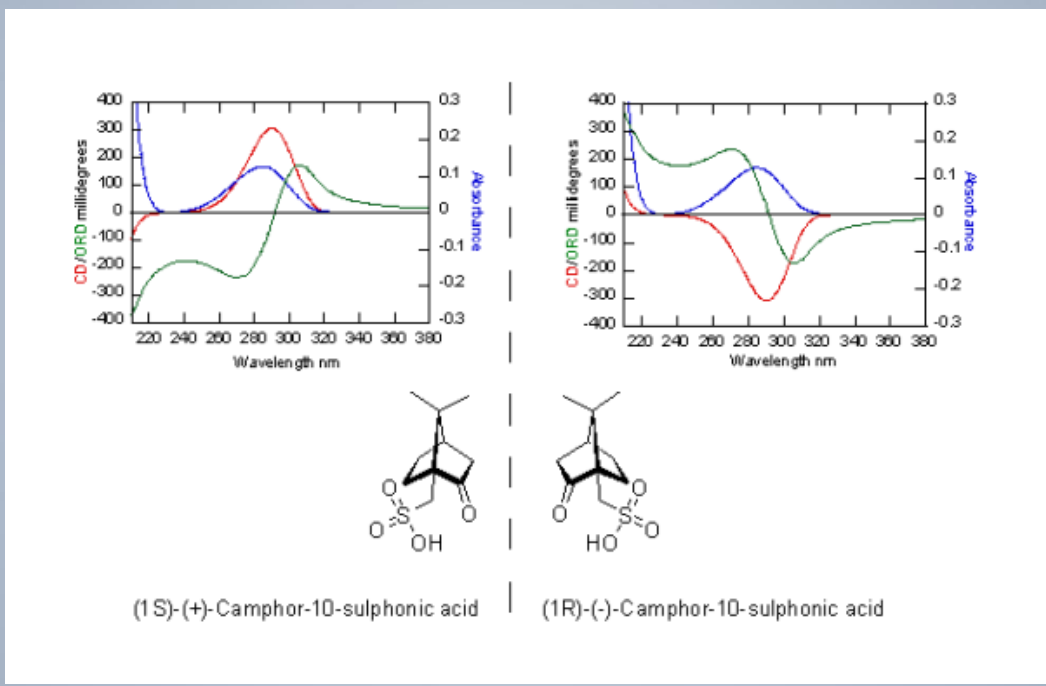 400
300
200
100
0
-100
-200
-300
-400
CD/ORD millidegrees
0.3
0.2
0.1
0
-0.1
-0.2
-0.3
Absorbance
220 240 260 280 300 320 340 360 380
Wavelength nm
400
300
200
100
0
-100
-200
-300
-400
CD/ORD millidegrees
0.3
0.2
0.1
0
-0.1
-0.2
-0.3
Absorbance
220 240 260 280 300 320 340 360 380
Wavelength nm
O
O
S
OH
O
O
O
S
O
HO
(1S)-(+)-Camphor-10-sulphonic acid
(1R)-(-)-Camphor-10-sulphonic acid